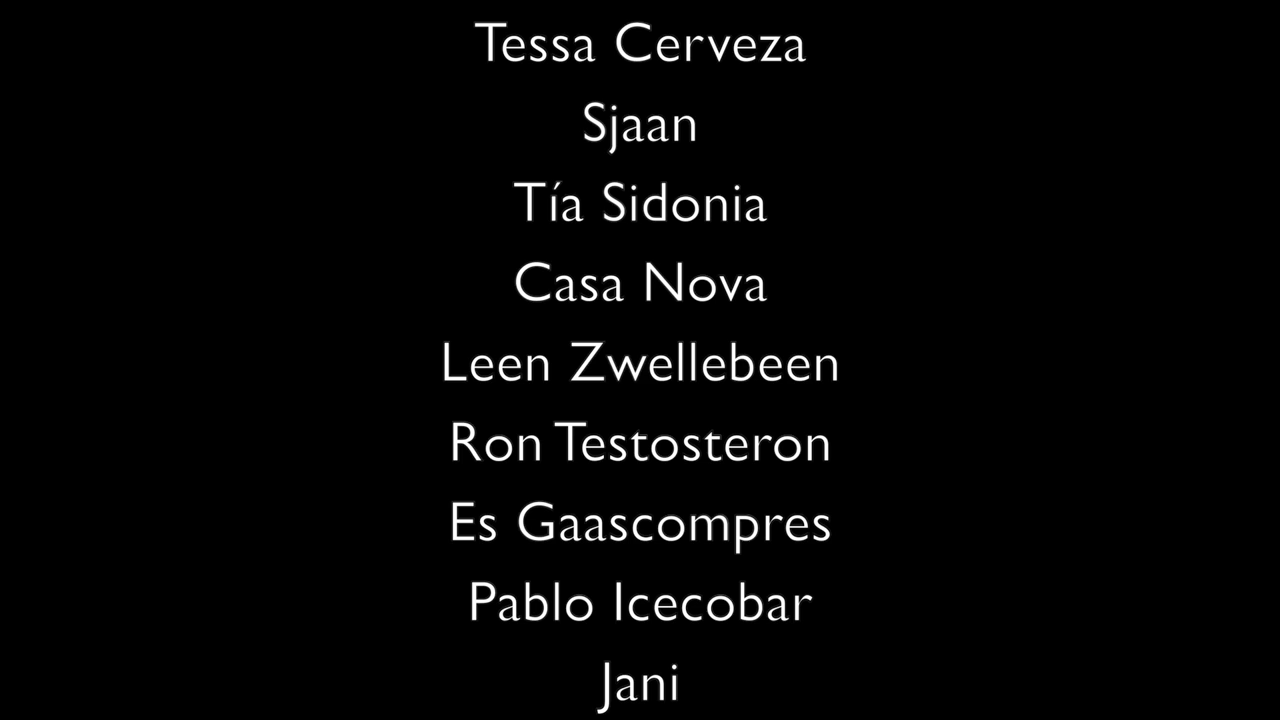 Tessa Cerveza
Sjaan
Tía Sidonia
Casa Nova
Leen Zwellebeen
Ron Testosteron
Es Gaascompres
Pablo Icecobar
Jani